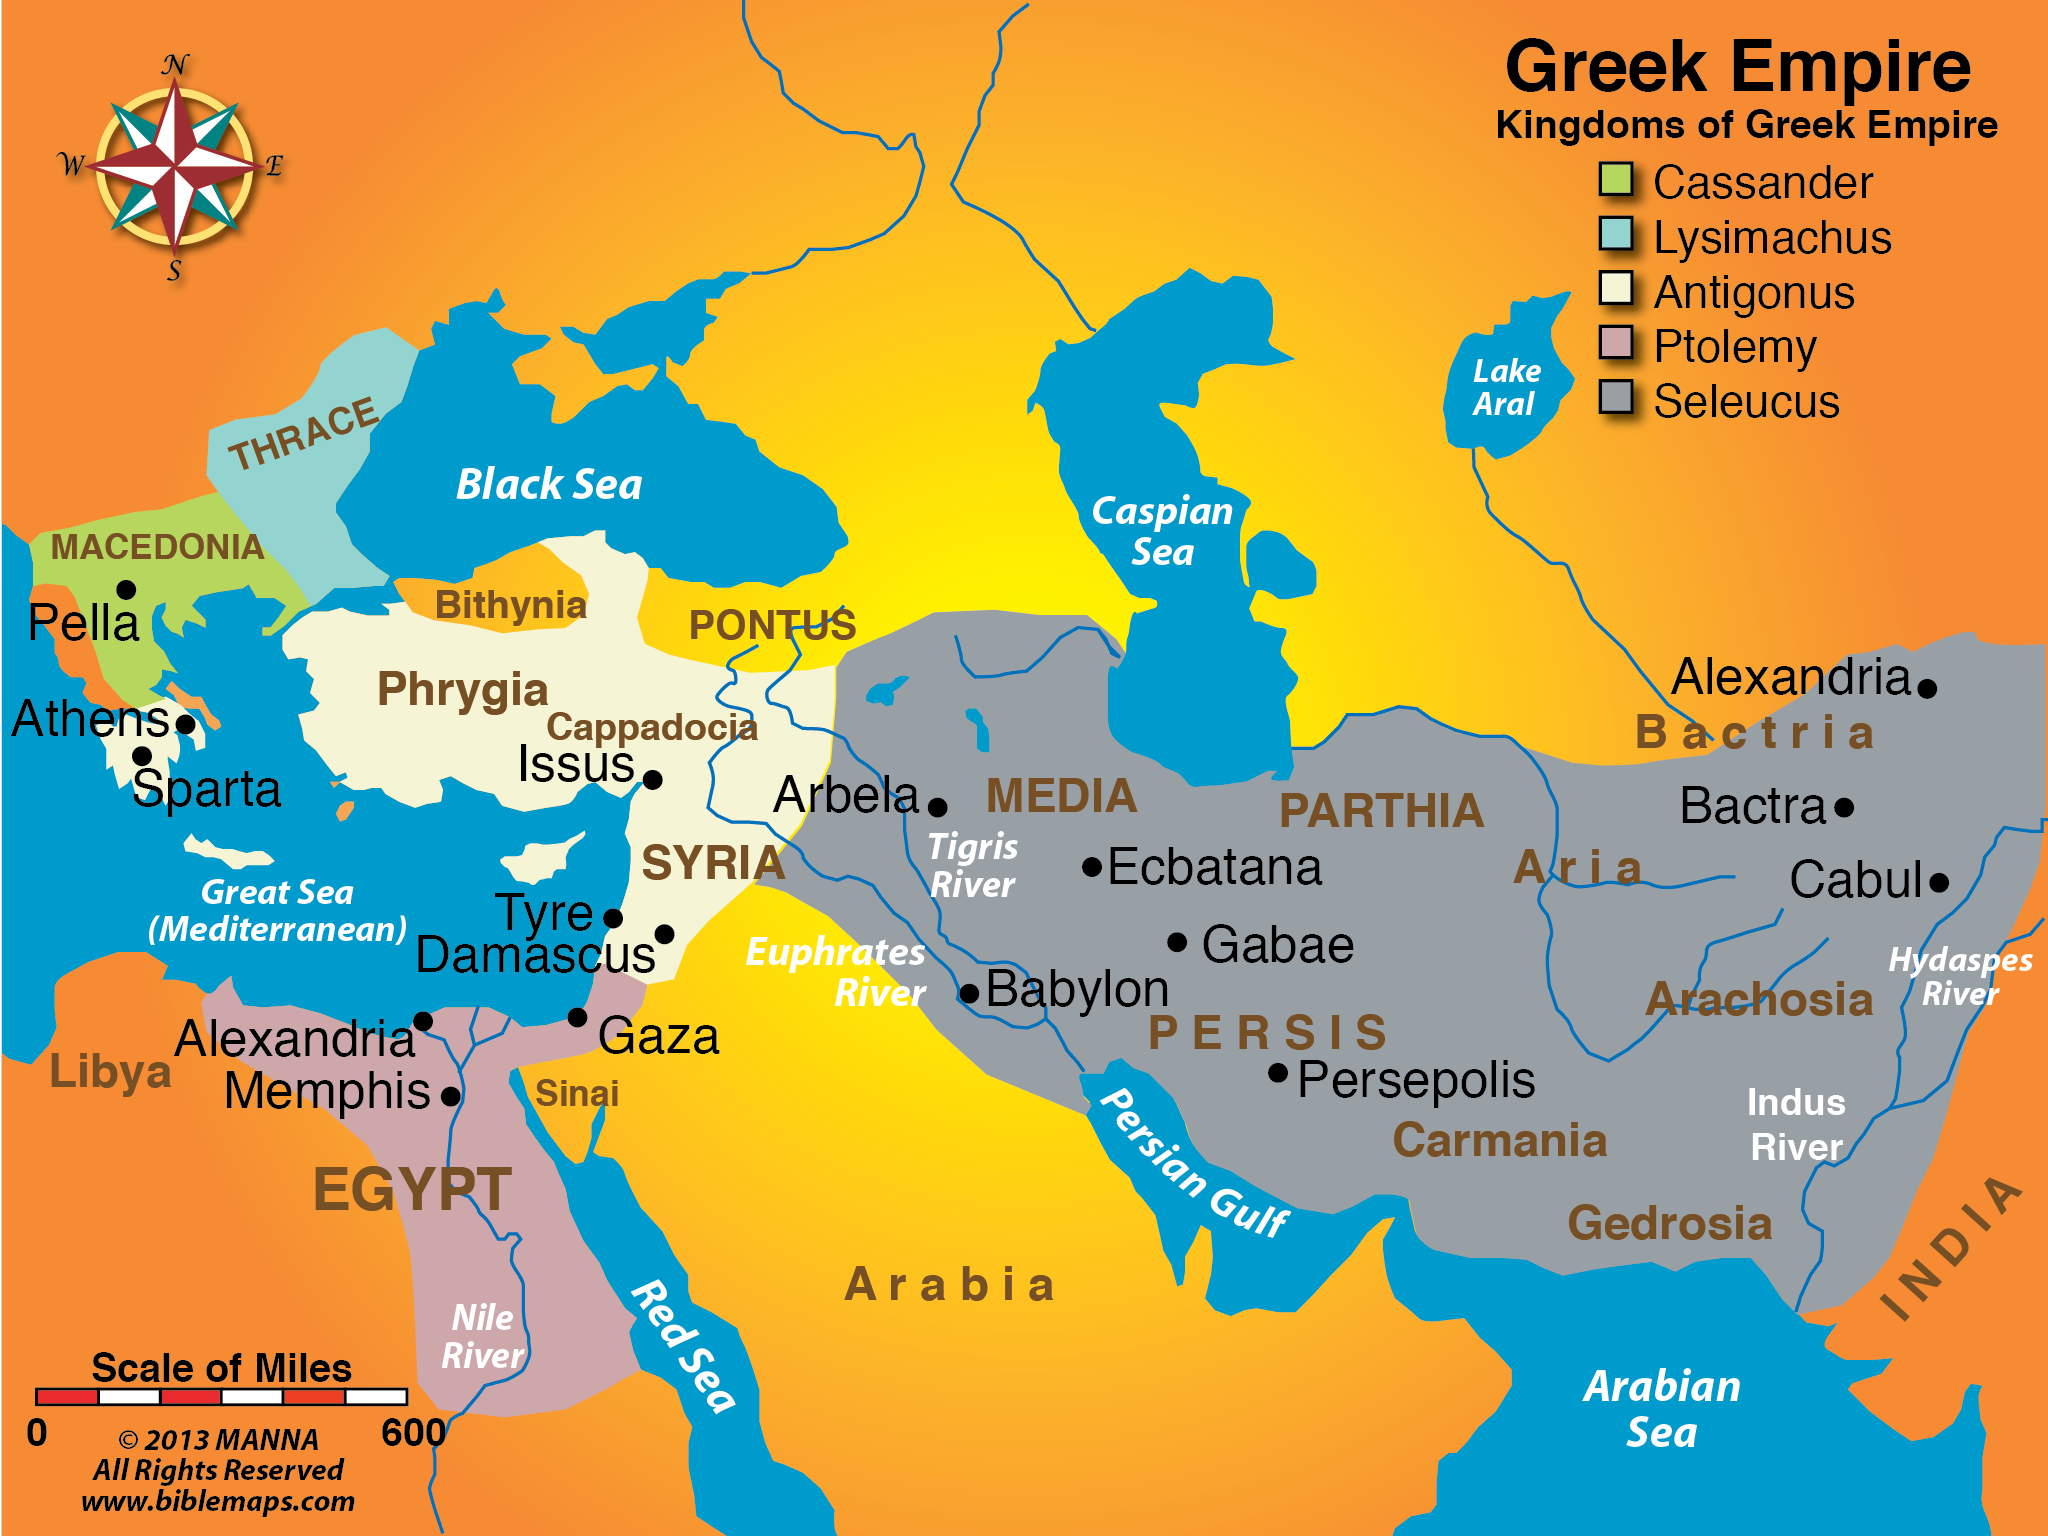 Greek Empire
Kingdoms of Greek Empire
Cassander
Lysimachus
Antigonus
Ptolemy
Seleucus
N
W
E
S
Lake
Aral
THRACE
Black Sea
Caspian
Sea
MACEDONIA
Pella
Bithynia
PONTUS
Phrygia
Cappadocia
Issus
Athens
Sparta
Alexandria
Bactria
Bactra
Arbela
MEDIA
PARTHIA
Tigris
River
Ecbatana
Aria
Cabul
SYRIA
Great Sea
(Mediterranean)
Tyre
Damascus
Euphrates
River
Gabae
Babylon
Hydaspes
River
Arachosia
PERSIS
Persepolis
Libya
Alexandria
Gaza
Memphis
Sinai
EGYPT
Persian Gulf
Carmania
Indus
River
Gedrosia
INDIA
Arabia
Nile
River
Red Sea
Arabian
Sea
Scale of Miles
0
600
© 2013 MANNA
All Rights Reserved
www.biblemaps.com